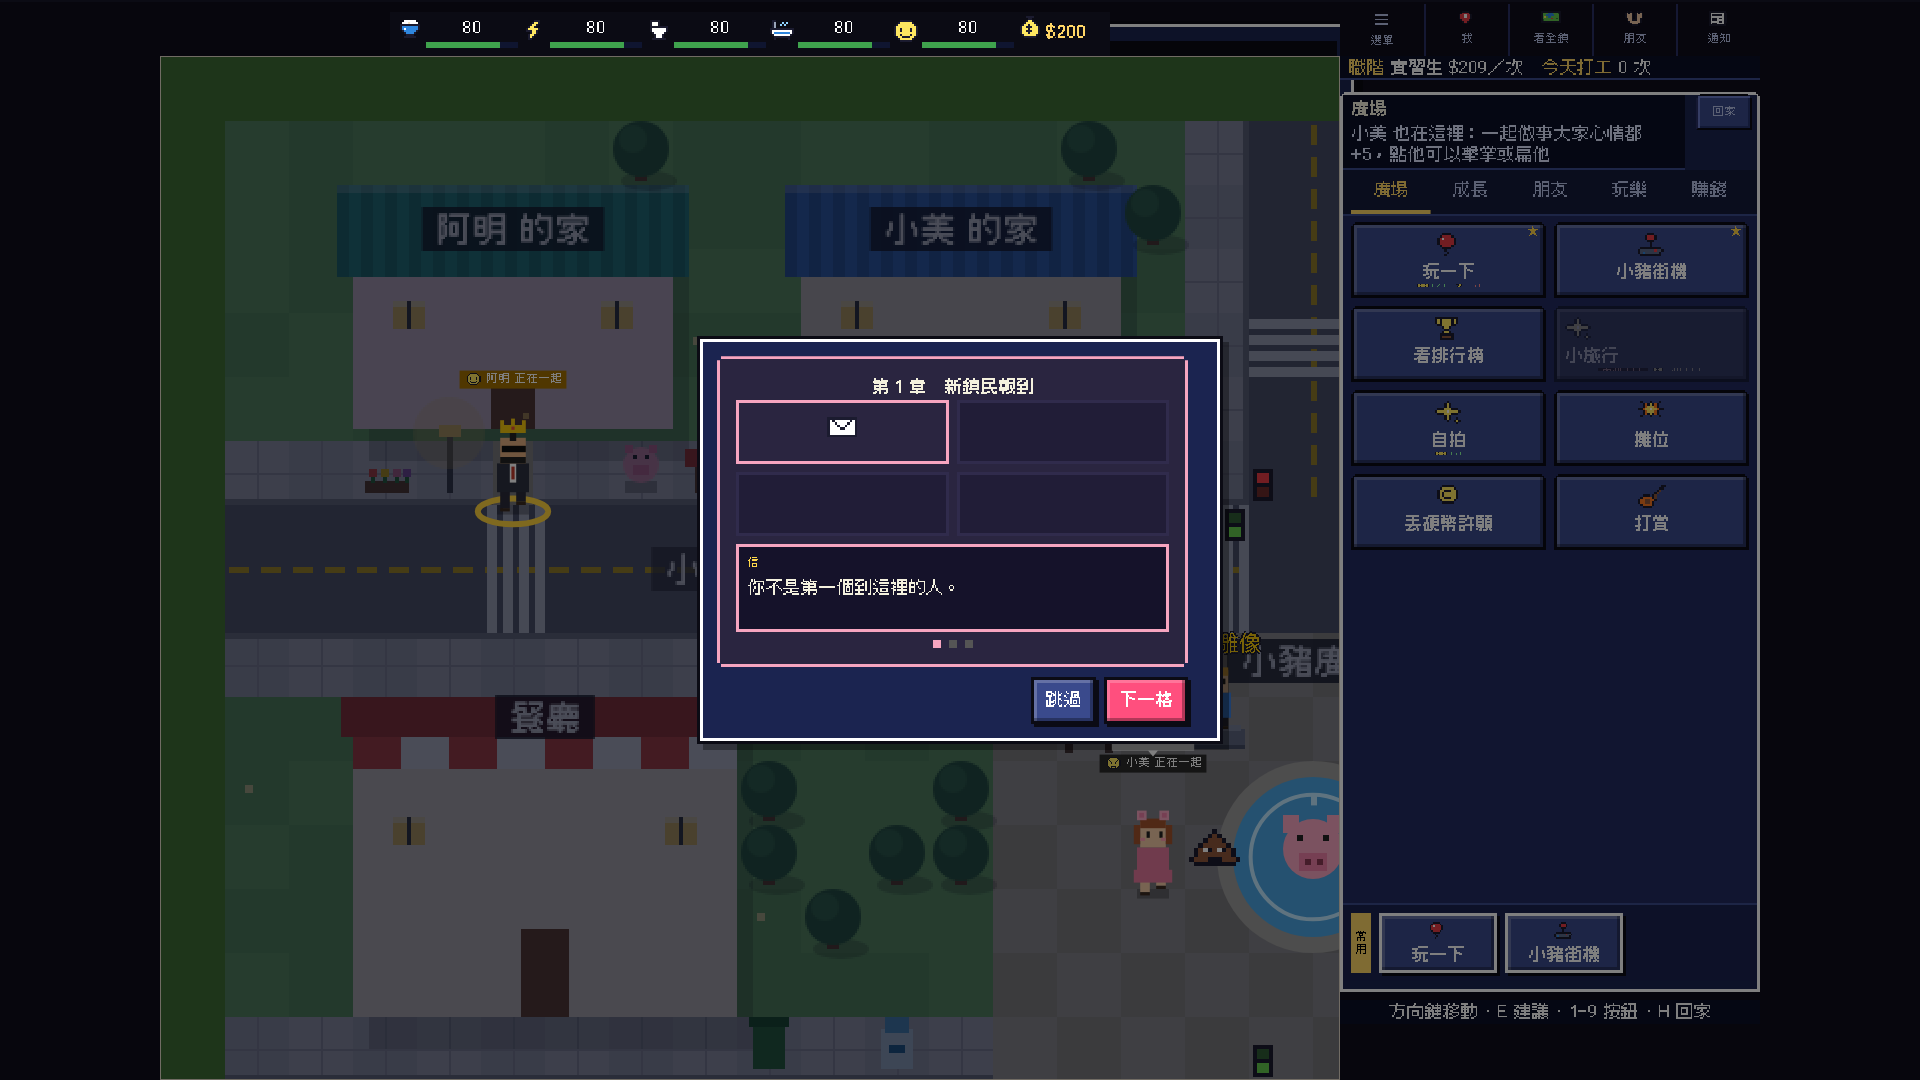 80
80
80
80
80
$200
選單
我
看全鎮
朋友
通知
職階 實習生 $209/次 今天打工 0 次
廣場
回家
小美 也在這裡：一起做事大家心情都
+5，點他可以擊掌或扁他
廣場
成長
朋友
玩樂
賺錢
玩一下
小豬街機
看排行榜
小旅行
自拍
攤位
丟硬幣許願
打賞
常用
玩一下
小豬街機
方向鍵移動 · E 建議 · 1-9 按鈕 · H 回家
阿明 的家
小美 的家
阿明 正在一起
第 1 章 新鎮民報到
信
你不是第一個到這裡的人。
跳過
下一格
小
雕像
小豬廣
餐廳
小美 正在一起